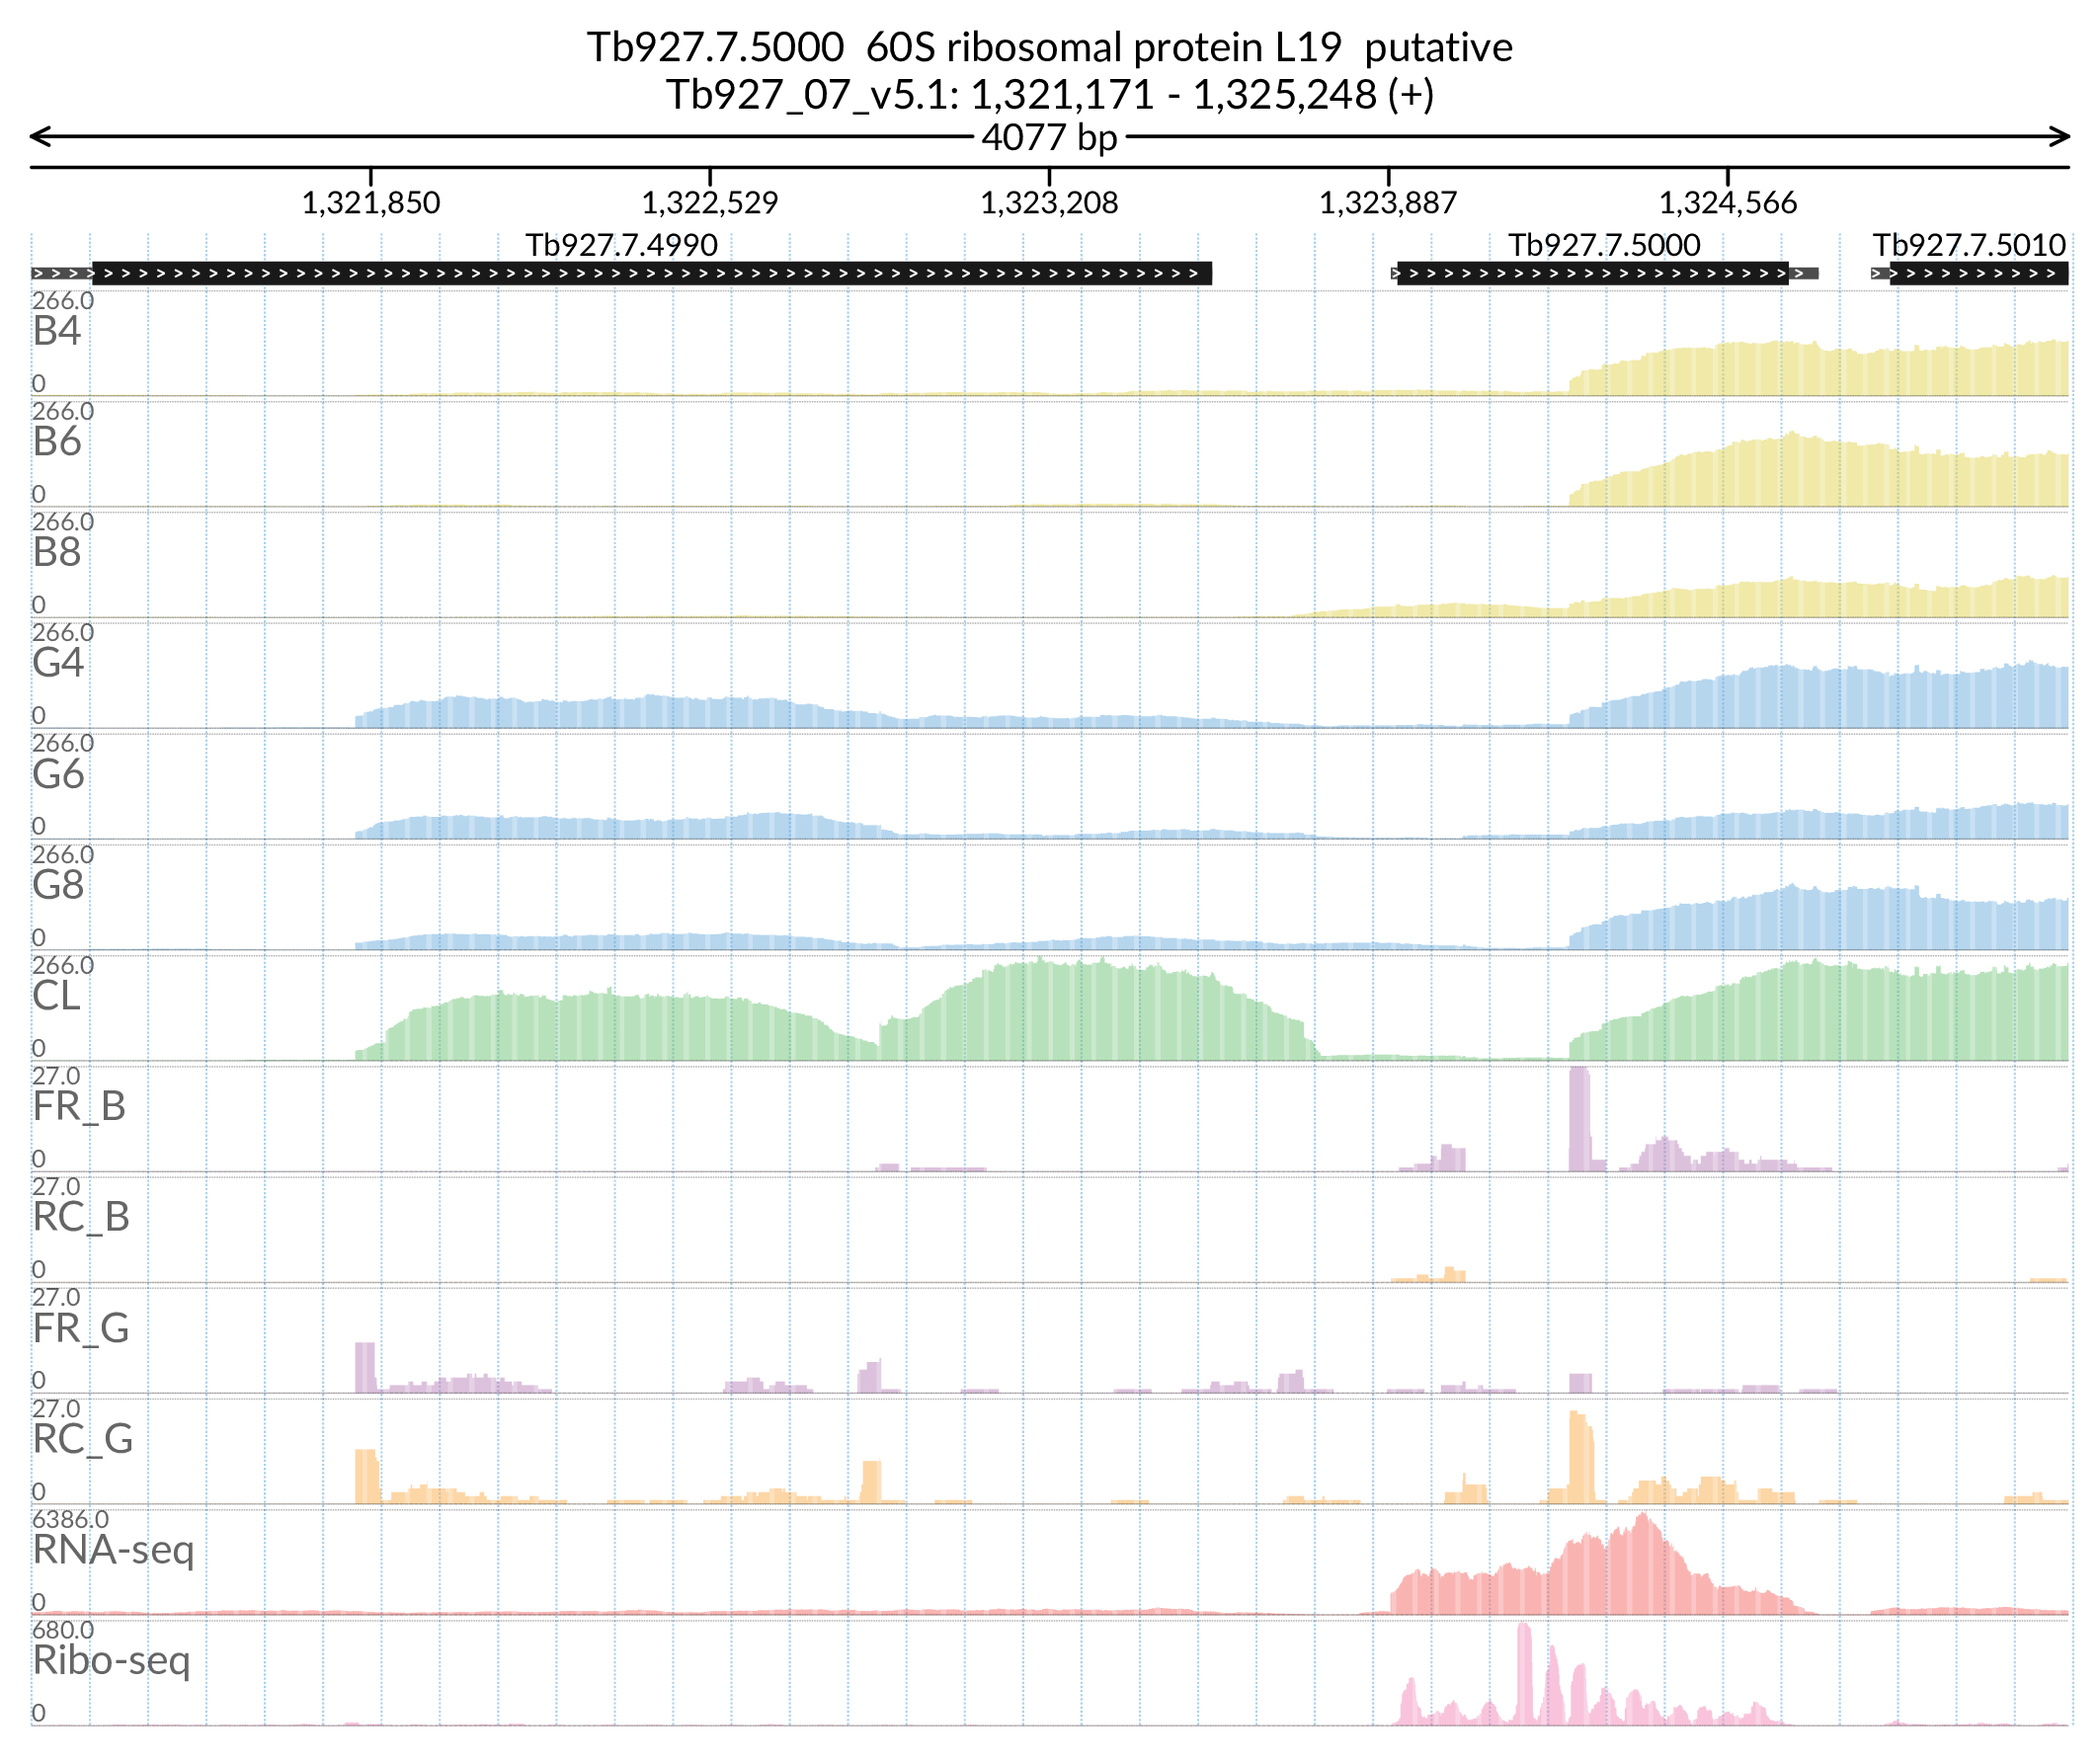 Tb927.7.5000 60S ribosomal protein L19 putative
Tb927_07_v5.1: 1,321,171 - 1,325,248 (+)
4077 bp
1,321,850 1,322,529 1,323,208 1,323,887 1,324,566
Tb927.7.4990 Tb927.7.5000 Tb927.7.5010
266.0
B4
0
266.0
B6
0
266.0
B8
0
266.0
G4
0
266.0
G6
0
266.0
G8
0
266.0
CL
0
27.0
FR_B
0
27.0
RC_B
0
27.0
FR_G
0
27.0
RC_G
0
6386.0
RNA-seq
0
680.0
Ribo-seq
0